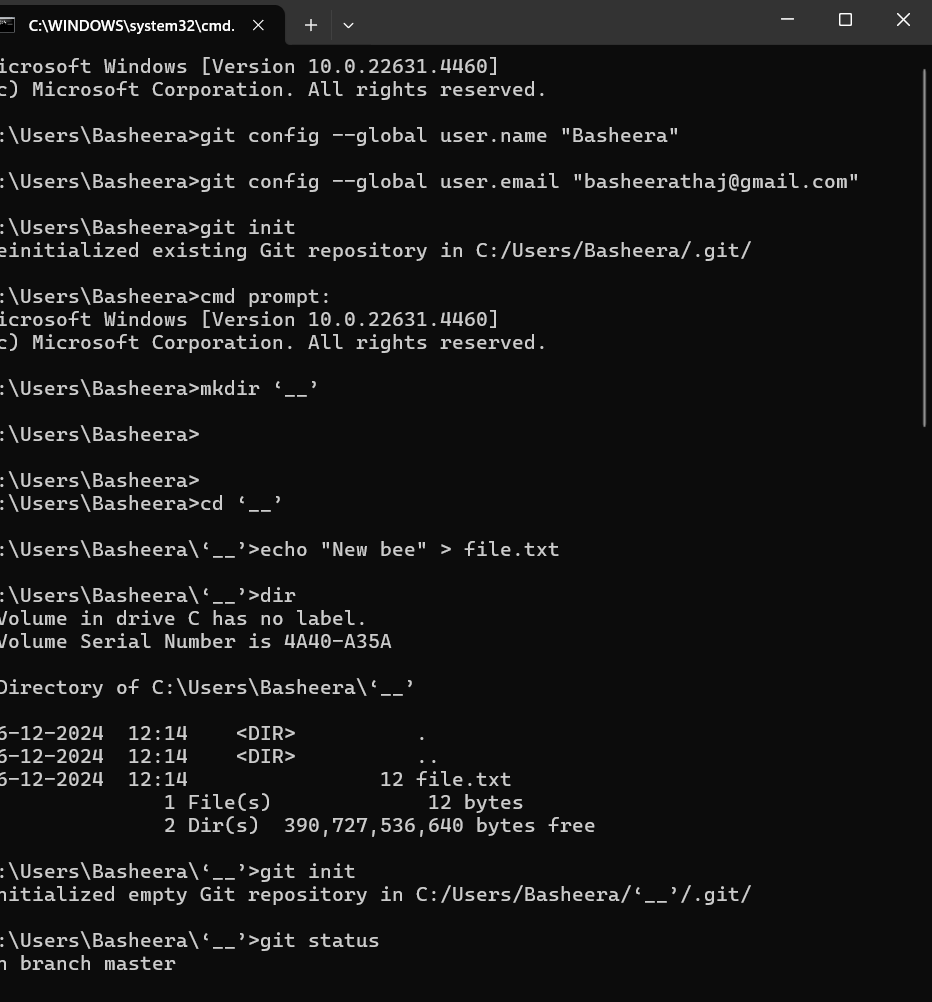 C:\WINDOWS\system32\cmd.
icrosoft Windows [Version 10.0.22631.4460]
c) Microsoft Corporation. All rights reserved.
:\Users\Basheera>git config --global user.name "Basheera"
:\Users\Basheera>git config --global user.email "basheerathaj@gmail.com"
:\Users\Basheera>git init
einitialized existing Git repository in C:/Users/Basheera/.git/
:\Users\Basheera>cmd prompt:
icrosoft Windows [Version 10.0.22631.4460]
c) Microsoft Corporation. All rights reserved.
:\Users\Basheera>mkdir ‘__’
:\Users\Basheera>
:\Users\Basheera>
:\Users\Basheera>cd ‘__’
:\Users\Basheera\‘__’>echo "New bee" > file.txt
:\Users\Basheera\‘__’>dir
Volume in drive C has no label.
Volume Serial Number is 4A40-A35A
Directory of C:\Users\Basheera\‘__’
6-12-2024  12:14    <DIR>          .
6-12-2024  12:14    <DIR>          ..
6-12-2024  12:14                12 file.txt
1 File(s)             12 bytes
2 Dir(s)  390,727,536,640 bytes free
:\Users\Basheera\‘__’>git init
nitialized empty Git repository in C:/Users/Basheera/‘__’/.git/
:\Users\Basheera\‘__’>git status
n branch master